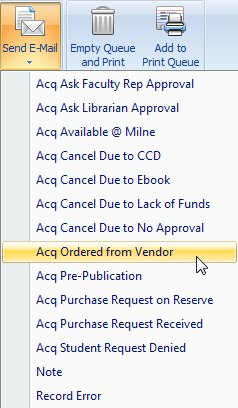 Send E-Mail
Empty Queue
and Print
Add to
Print Queue
Acq Ask Faculty Rep Approval
Acq Ask Librarian Approval
Acq Available @ Milne
Acq Cancel Due to CCD
Acq Cancel Due to Ebook
Acq Cancel Due to Lack of Funds
Acq Cancel Due to No Approval
Acq Ordered from Vendor
Acq Pre-Publication
Acq Purchase Request on Reserve
Acq Purchase Request Received
Acq Student Request Denied
Note
Record Error